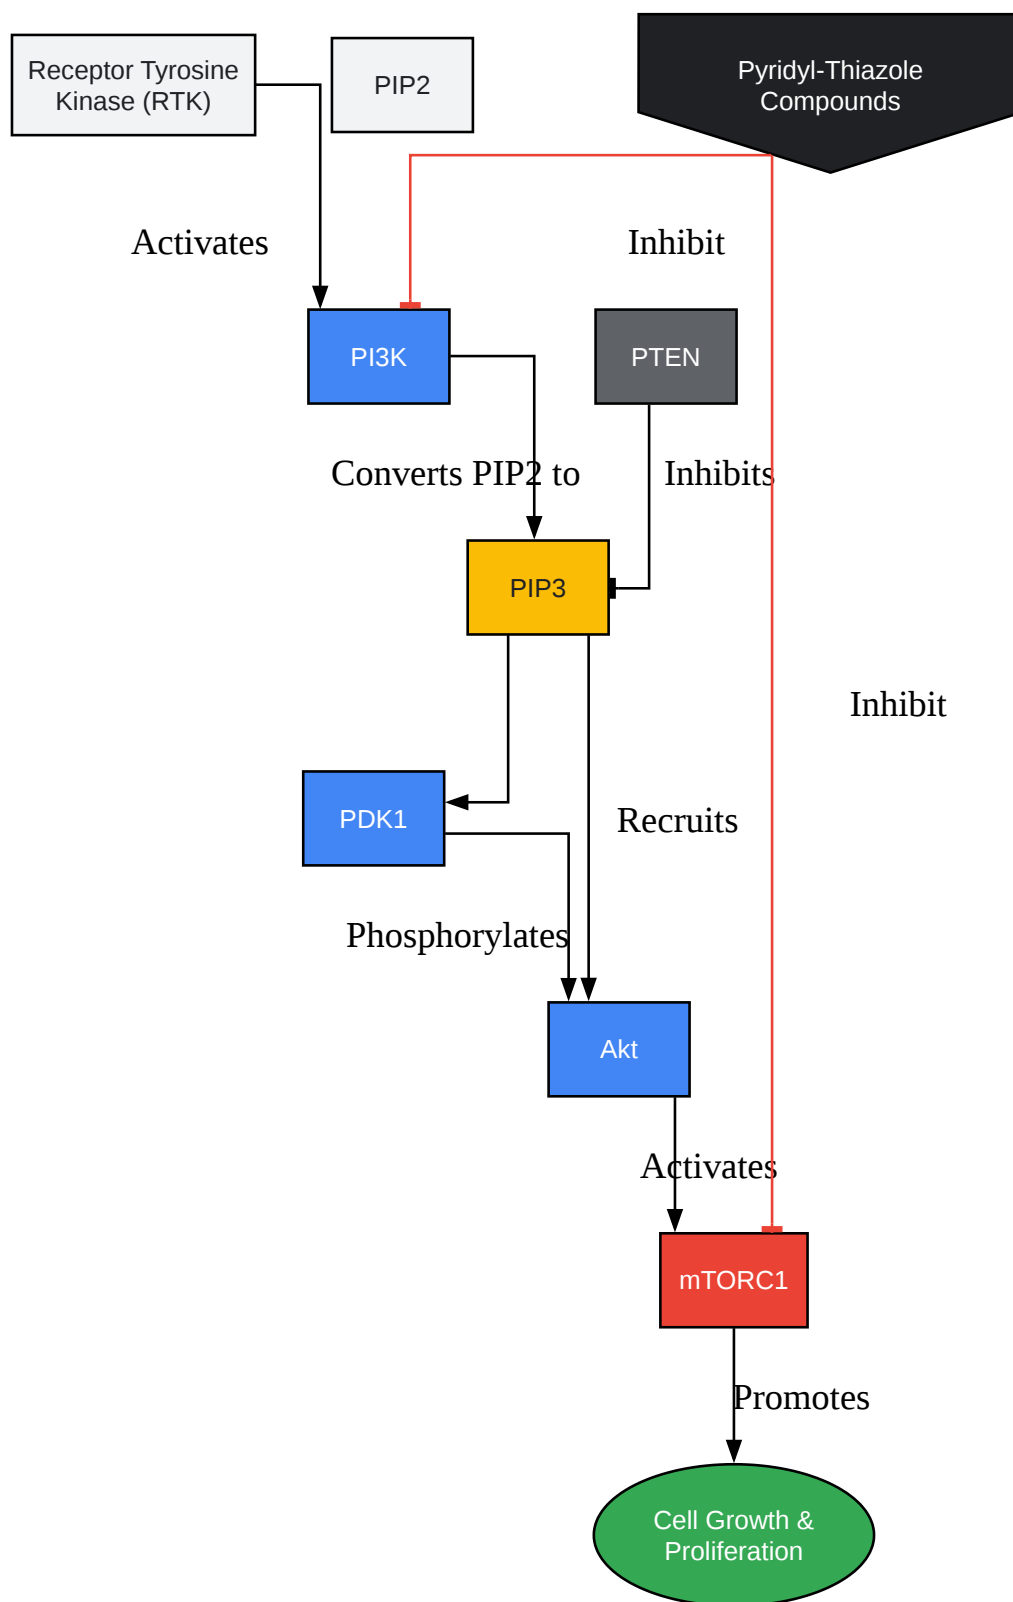 Receptor Tyrosine
Kinase (RTK)
PIP2
Pyridyl-Thiazole
Compounds
Activates
Inhibit
PI3K
PTEN
Converts PIP2 to
Inhibits
PIP3
Inhibit
PDK1
Recruits
Phosphorylates
Akt
Activates
mTORC1
Promotes
Cell Growth &
Proliferation